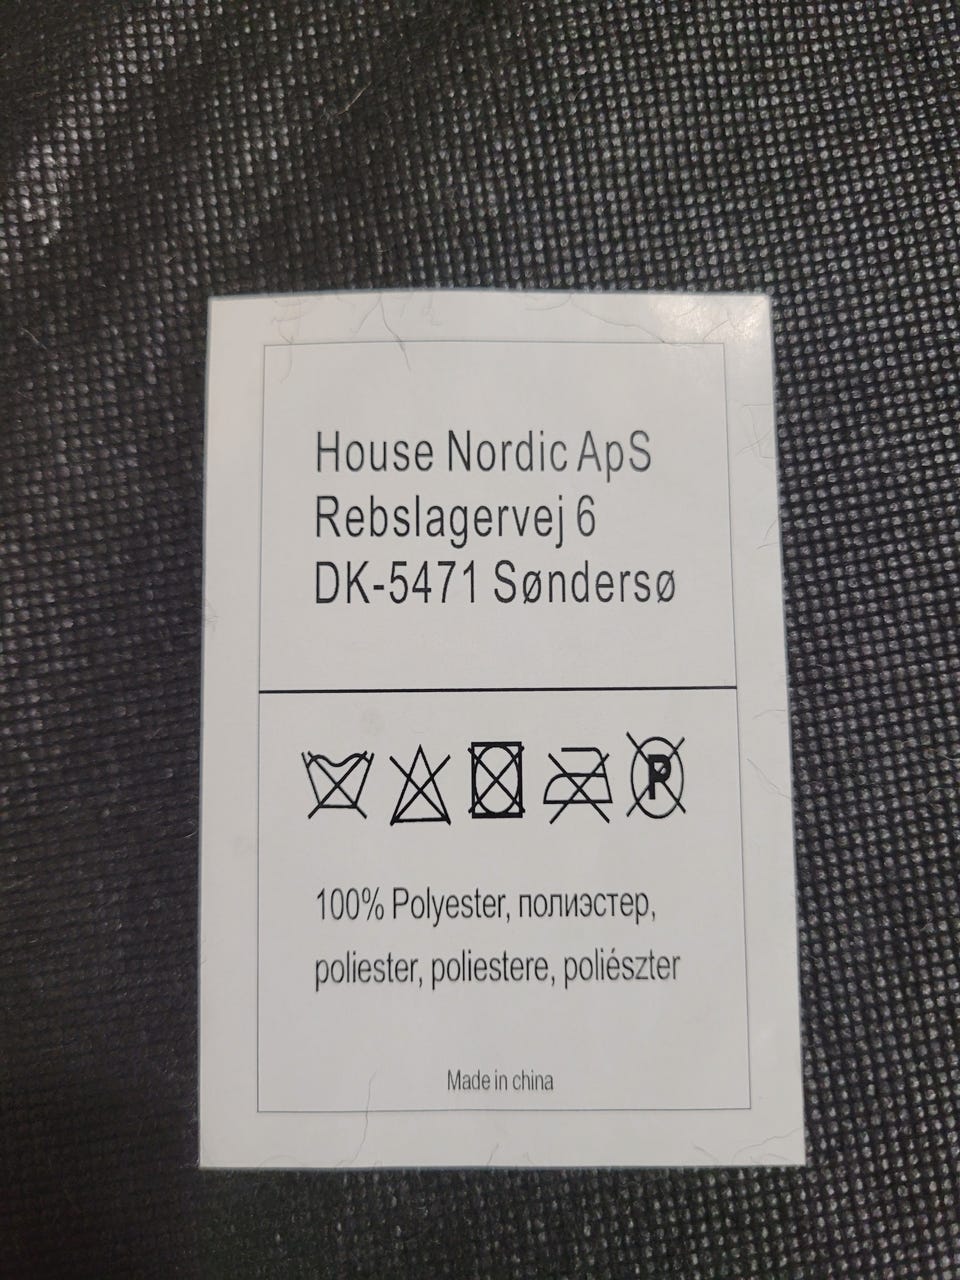 House Nordic ApS
Rebslagervej 6
DK-5471 Søndersø
P
100% Polyester, полиэстер,
poliester, poliestere, poliészter
Made in china